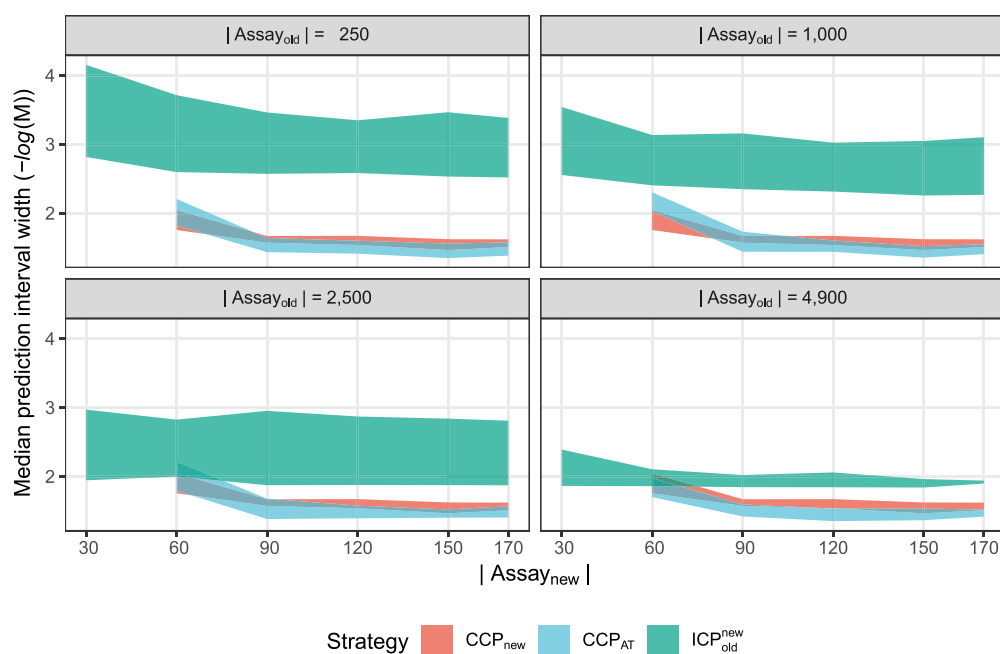 | Assay_old | = 250
| Assay_old | = 1,000
4
3
2
| Assay_old | = 2,500
| Assay_old | = 4,900
4
3
2
Median prediction interval width (−log(M))
30 60 90 120 150 170
30 60 90 120 150 170
| Assay_new |
Strategy CCP_new CCP_AT ICP_old^new